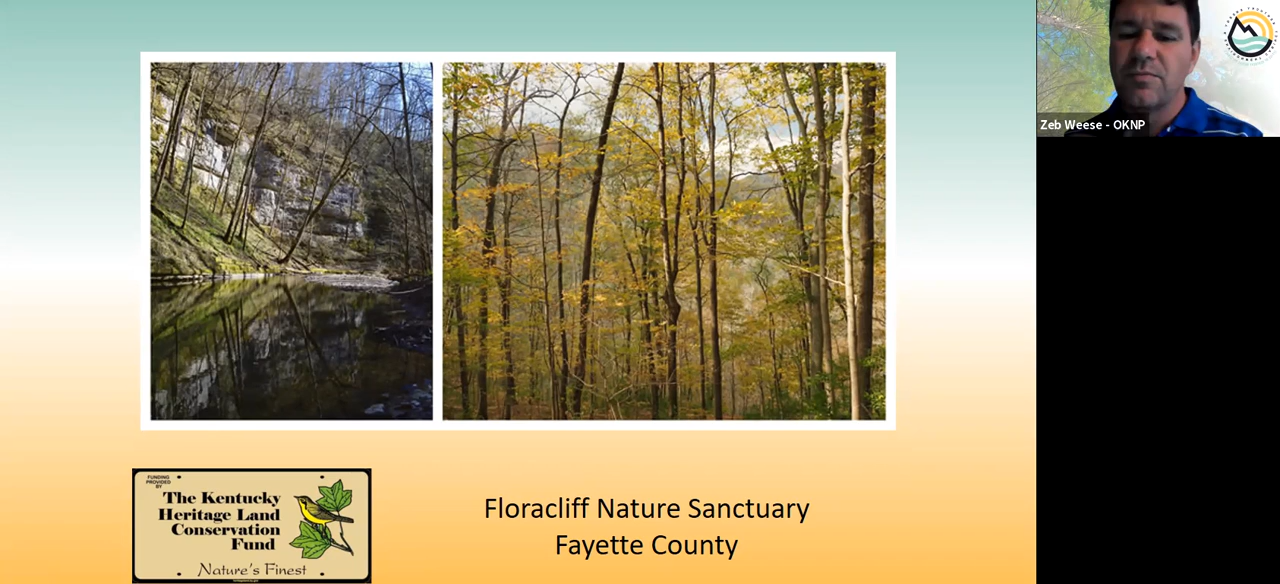 Zeb Weese - OKNP
FUNDING
PROVIDED
BY
The Kentucky
Heritage Land
Conservation
Fund
Nature's Finest
Floracliff Nature Sanctuary
Fayette County